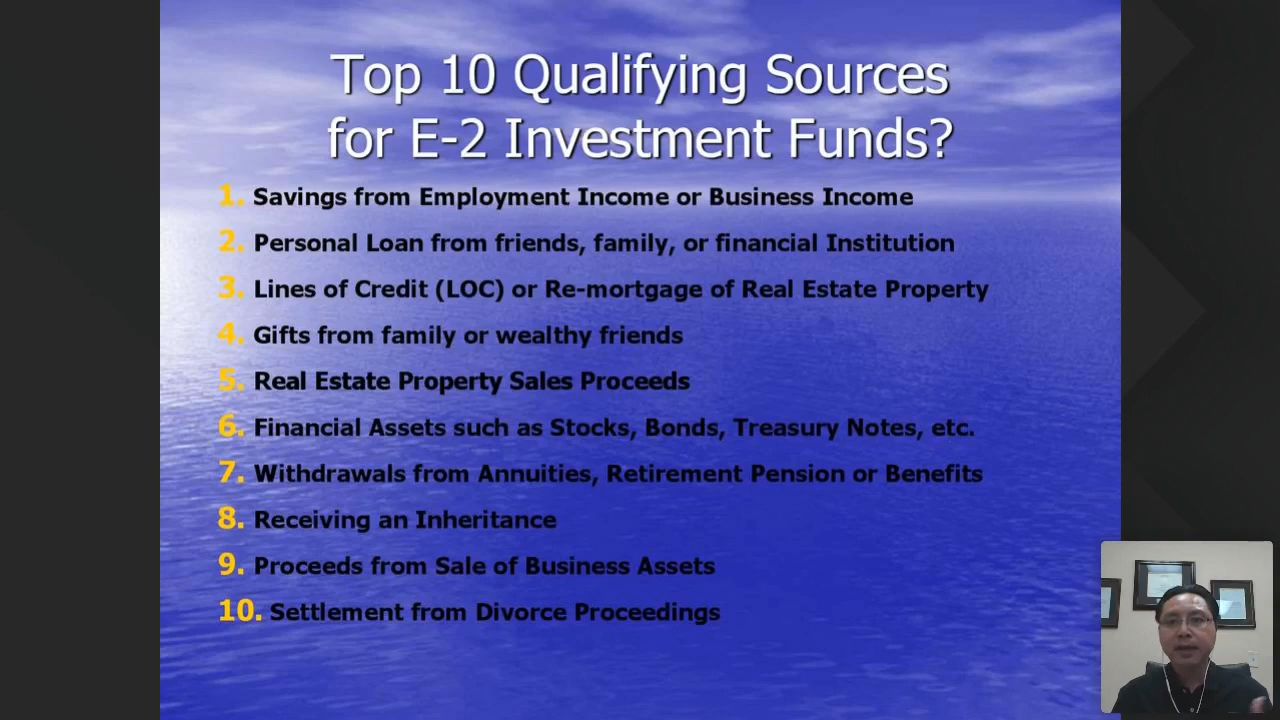 Top 10 Qualifying Sources
for E-2 Investment Funds?
1. Savings from Employment Income or Business Income
2. Personal Loan from friends, family, or financial Institution
3. Lines of Credit (LOC) or Re-mortgage of Real Estate Property
4. Gifts from family or wealthy friends
5. Real Estate Property Sales Proceeds
6. Financial Assets such as Stocks, Bonds, Treasury Notes, etc.
7. Withdrawals from Annuities, Retirement Pension or Benefits
8. Receiving an Inheritance
9. Proceeds from Sale of Business Assets
10. Settlement from Divorce Proceedings